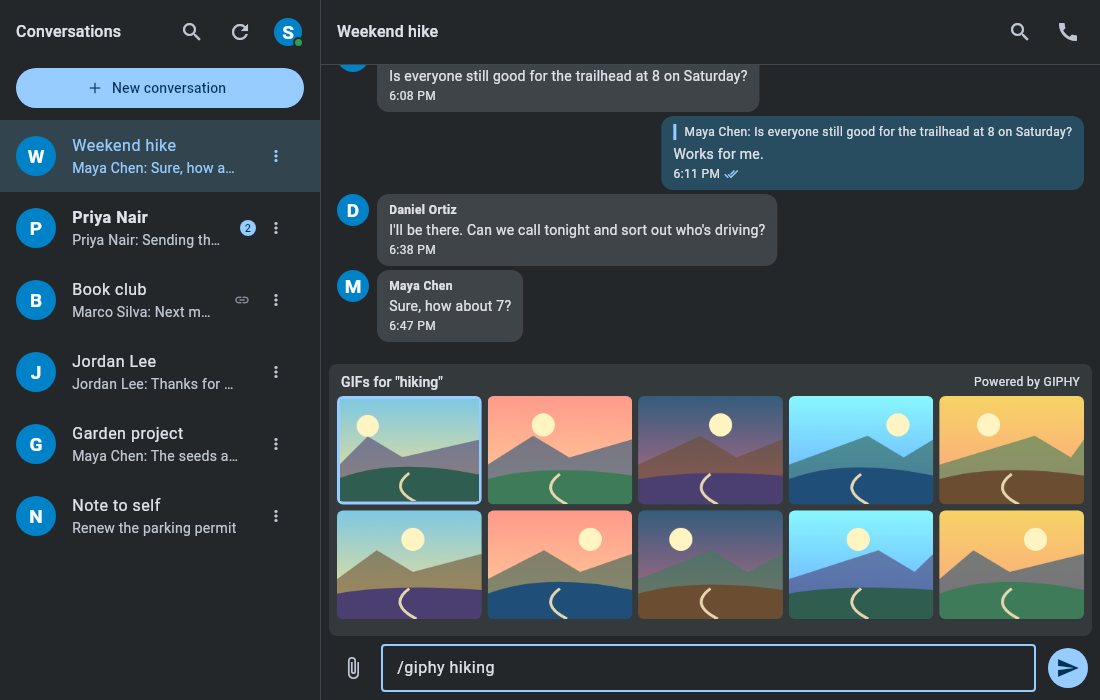 Conversations
S
New conversation
W
Weekend hike
Maya Chen: Sure, how a...
P
Priya Nair
Priya Nair: Sending th...
2
B
Book club
Marco Silva: Next m...
J
Jordan Lee
Jordan Lee: Thanks for ...
G
Garden project
Maya Chen: The seeds a...
N
Note to self
Renew the parking permit
Weekend hike
Is everyone still good for the trailhead at 8 on Saturday?
6:08 PM
Maya Chen: Is everyone still good for the trailhead at 8 on Saturday?
Works for me.
6:11 PM
D
Daniel Ortiz
I'll be there. Can we call tonight and sort out who's driving?
6:38 PM
M
Maya Chen
Sure, how about 7?
6:47 PM
GIFs for "hiking"
Powered by GIPHY
/giphy hiking